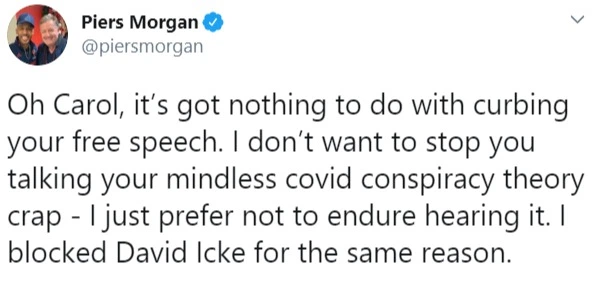 Piers Morgan
@piersmorgan
Oh Carol, it’s got nothing to do with curbing
your free speech. I don’t want to stop you
talking your mindless covid conspiracy theory
crap - I just prefer not to endure hearing it. I
blocked David Icke for the same reason.